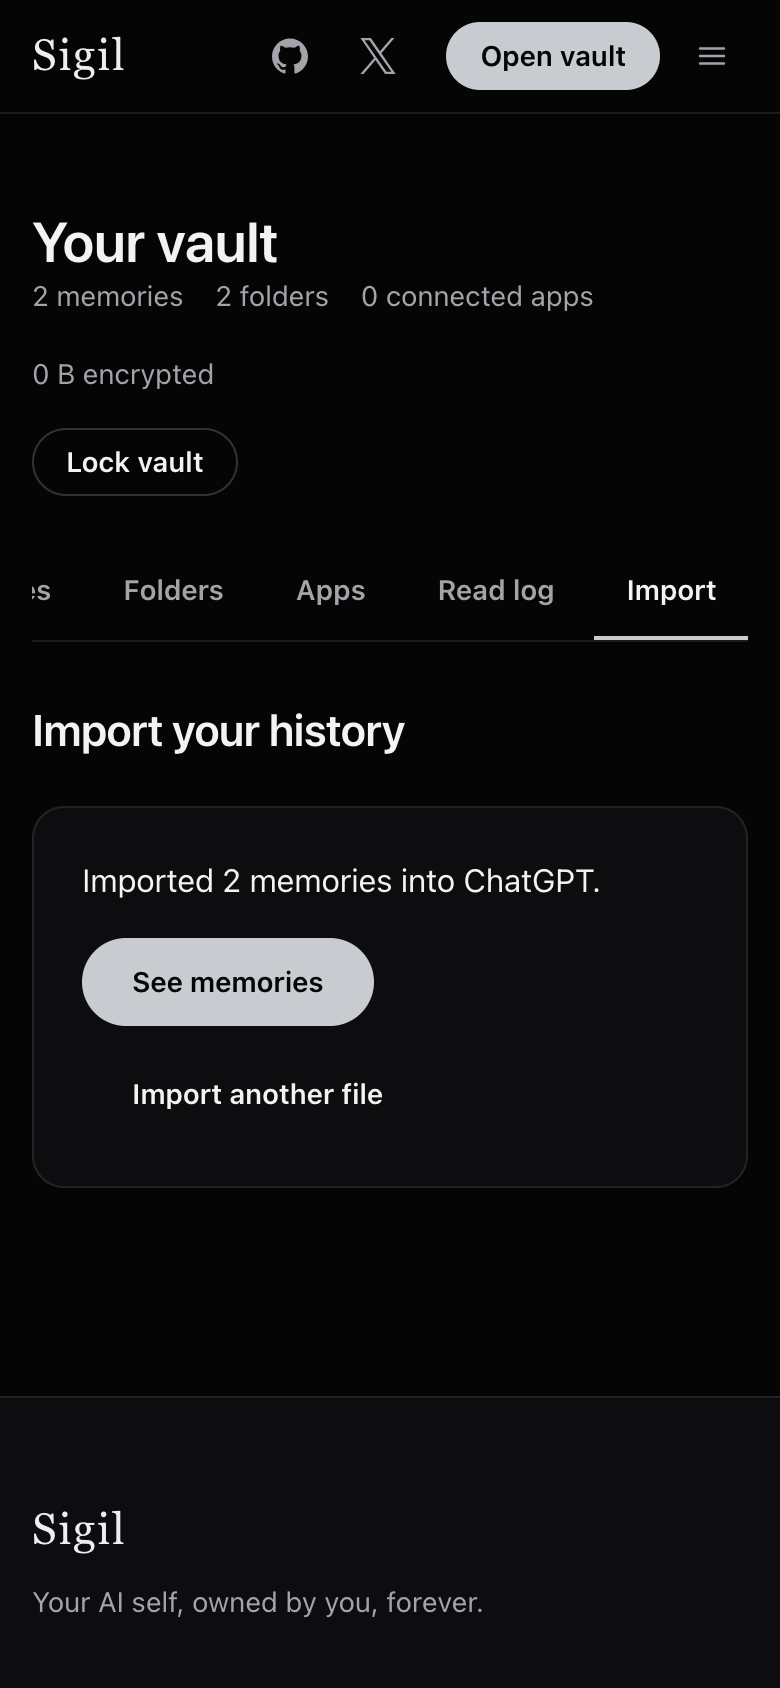 Sigil
Open vault
Your vault
2 memories 2 folders 0 connected apps
0 B encrypted
Lock vault
es Folders Apps Read log Import
Import your history
Imported 2 memories into ChatGPT.
See memories
Import another file
Sigil
Your AI self, owned by you, forever.